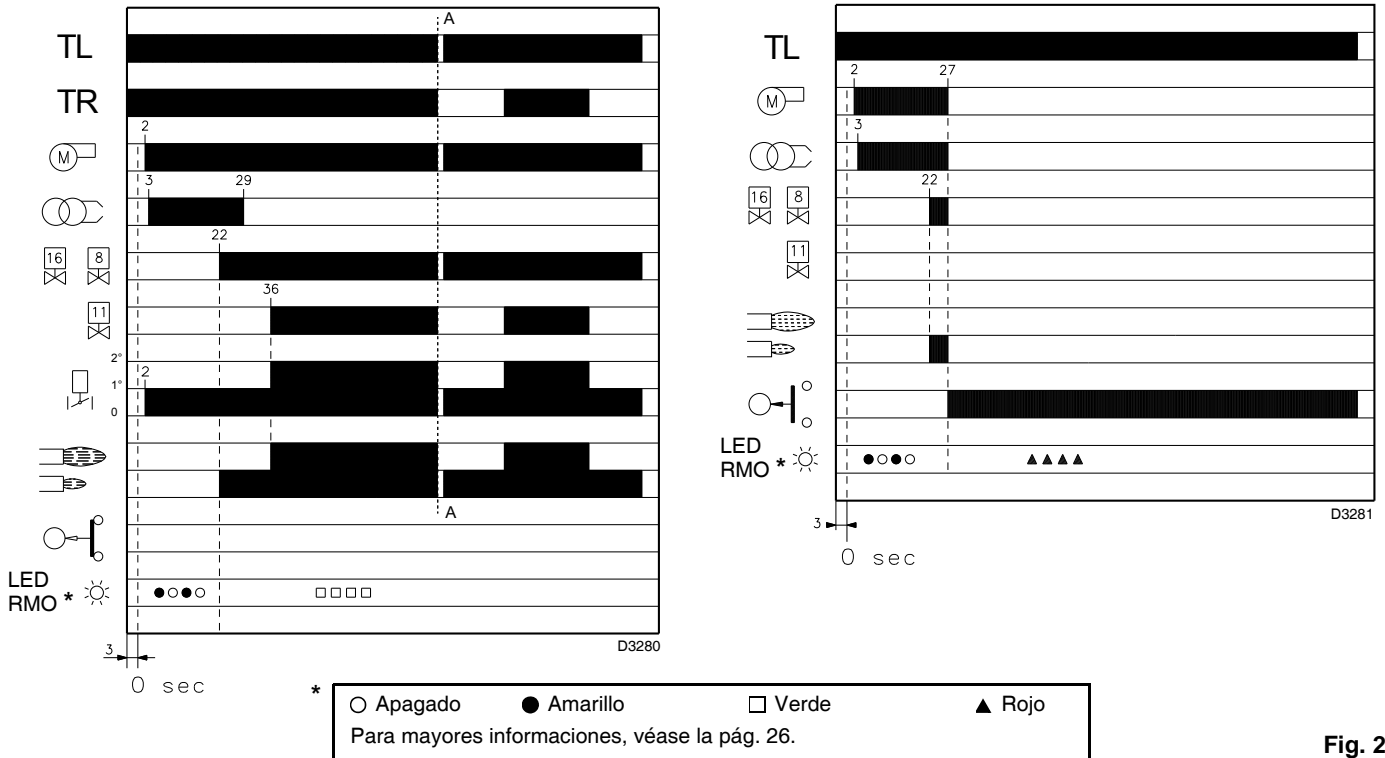 A
TL
TR
2
M
3 29
22
16 8
36
11
2°
1°
0
2
A
LED
RMO *
D3280
3
0 sec
TL
2 27
M
3
22
16 8
11
LED
RMO *
D3281
3
0 sec
*
Apagado Amarillo Verde Rojo
Para mayores informaciones, véase la pág. 26.
Fig. 2